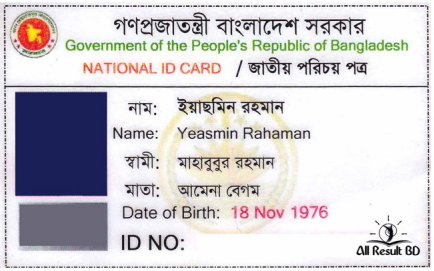 গণপ্রজাতন্ত্রী বাংলাদেশ সরকার
Government of the People's Republic of Bangladesh
NATIONAL ID CARD / জাতীয় পরিচয় পত্র
নাম: ইয়াছমিন রহমান
Name: Yeasmin Rahaman
স্বামী: মাহাবুবুর রহমান
মাতা: আমেনা বেগম
Date of Birth: 18 Nov 1976
ID NO:
All Result BD